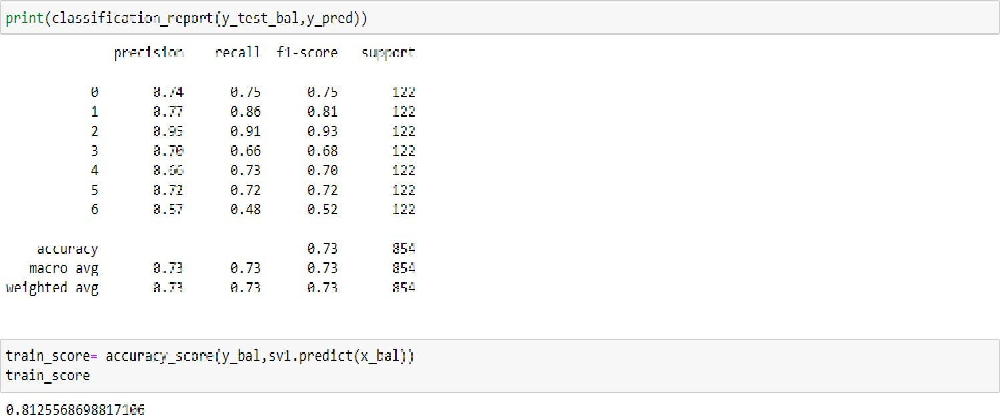 print(classification_report(y_test_bal,y_pred))
precision recall f1-score support
0 0.74 0.75 0.75 122
1 0.77 0.86 0.81 122
2 0.95 0.91 0.93 122
3 0.70 0.66 0.68 122
4 0.66 0.73 0.70 122
5 0.72 0.72 0.72 122
6 0.57 0.48 0.52 122
accuracy 0.73 854
macro avg 0.73 0.73 0.73 854
weighted avg 0.73 0.73 0.73 854
train_score= accuracy_score(y_bal,sv1.predict(x_bal))
train_score
0.8125568698817106